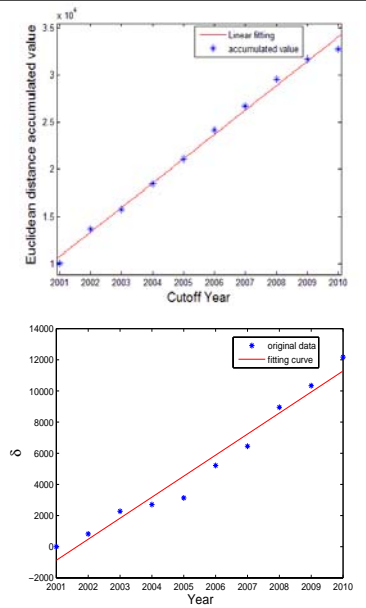 x 10⁴
3.5
3
2.5
2
1.5
1
Euclidean distance accumulated value
Linear fitting
accumulated value
2001 2002 2003 2004 2005 2006 2007 2008 2009 2010
Cutoff Year
14000
12000
10000
8000
6000
4000
2000
0
−2000
δ
original data
fitting curve
2001 2002 2003 2004 2005 2006 2007 2008 2009 2010
Year